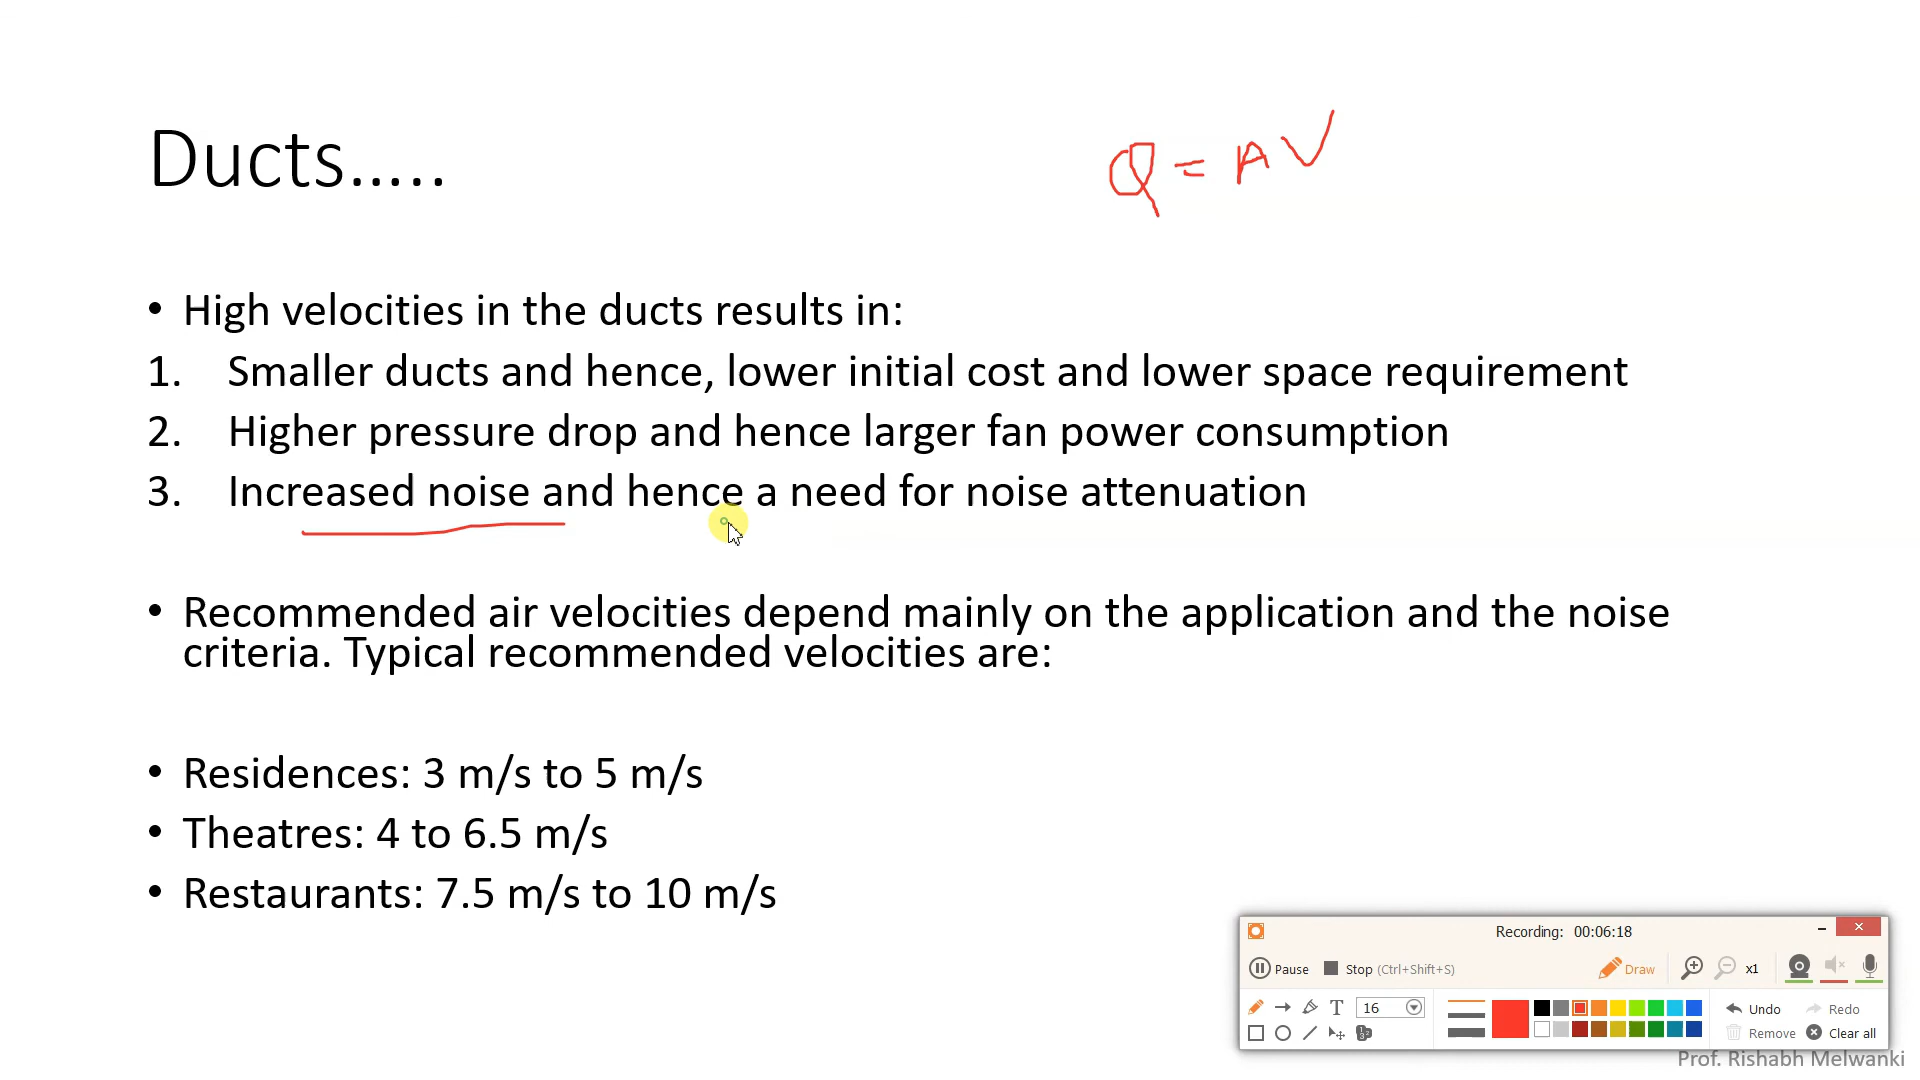 Ducts.....
Q = AV
• High velocities in the ducts results in:
1. Smaller ducts and hence, lower initial cost and lower space requirement
2. Higher pressure drop and hence larger fan power consumption
3. Increased noise and hence a need for noise attenuation
• Recommended air velocities depend mainly on the application and the noise
criteria. Typical recommended velocities are:
• Residences: 3 m/s to 5 m/s
• Theatres: 4 to 6.5 m/s
• Restaurants: 7.5 m/s to 10 m/s
Recording: 00:06:18
Pause Stop (Ctrl+Shift+S) Draw x1
T 16 Undo Redo
Remove Clear all
Prof. Rishabh Melwanki